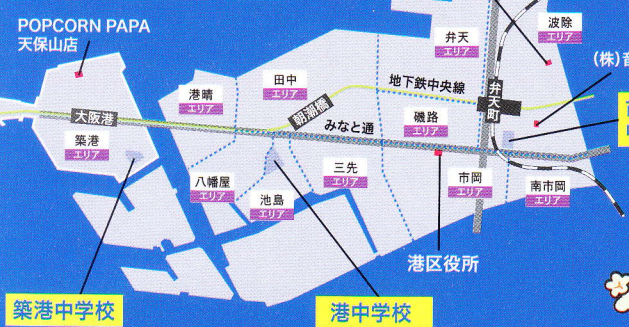 POPCORN PAPA
天保山店
波除
エリア
弁天
エリア
(株)
田中
エリア
港晴
エリア
地下鉄中央線
弁天町
朝潮橋
大阪港
みなと通
磯路
エリア
築港
エリア
三先
エリア
八幡屋
エリア
市岡
エリア
南市岡
エリア
池島
エリア
港区役所
築港中学校
港中学校